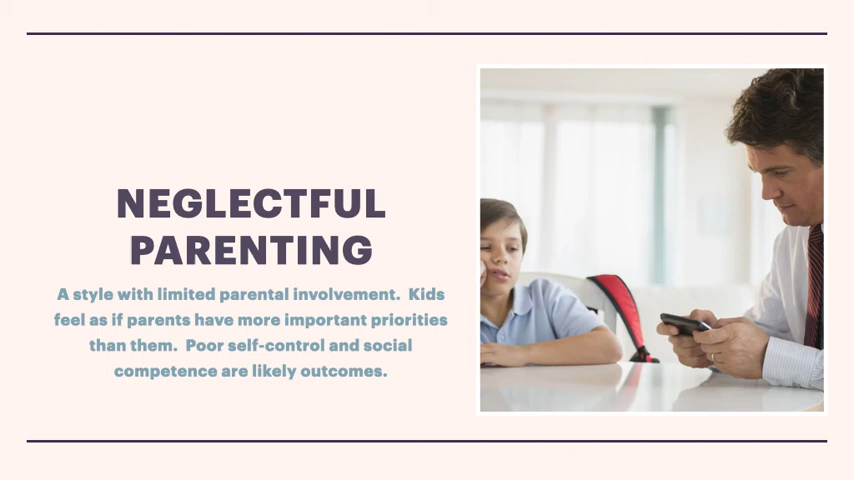 NEGLECTFUL
PARENTING
A style with limited parental involvement.  Kids
feel as if parents have more important priorities
than them.  Poor self-control and social
competence are likely outcomes.